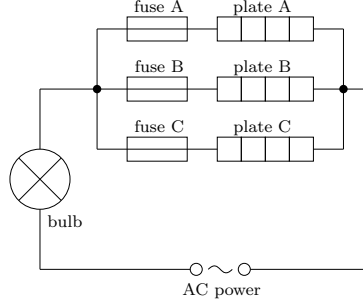 fuse A plate A
fuse B plate B
fuse C plate C
bulb
AC power